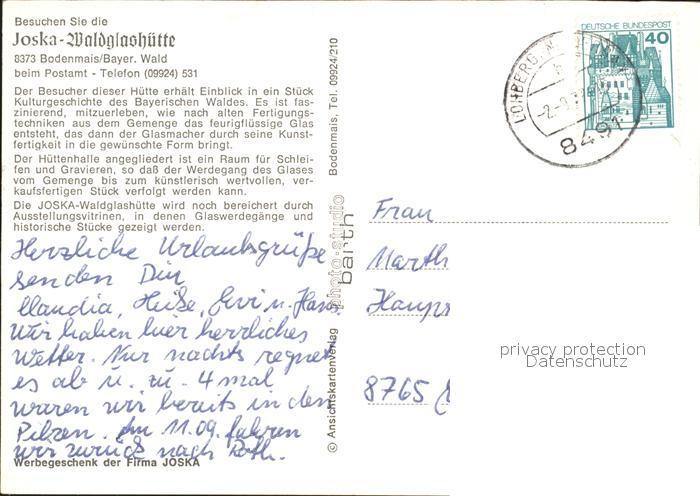 Besuchen Sie die
Joska-Waldglashütte
8373 Bodenmais/Bayer. Wald
beim Postamt - Telefon (09924) 531
Der Besucher dieser Hütte erhält Einblick in ein Stück
Kulturgeschichte des Bayerischen Waldes. Es ist fas-
zinierend, mitzuerleben, wie nach alten Fertigungs-
techniken aus dem Gemenge das feurigflüssige Glas
entsteht, das dann der Glasmacher durch seine Kunst-
fertigkeit in die gewünschte Form bringt.
Der Hüttenhalle angegliedert ist ein Raum für Schlei-
fen und Gravieren, so daß der Werdegang des Glases
vom Gemenge bis zum künstlerisch wertvollen, ver-
kaufsfertigen Stück verfolgt werden kann.
Die JOSKA-Waldglashütte wird noch bereichert durch
Ausstellungsvitrinen, in denen Glaswerdegänge und
historische Stücke gezeigt werden.
Herzliche Urlaubsgrüße
senden Dir
Claudia, Heike, Evi u. Hans
Wir haben hier herrliches
Wetter. Nur nachts regnet
es ab u. zu. 4 mal
waren wir bereits in den
Pilzen. Am 11.09. fahren
wir zurück nach Roth.
Werbegeschenk der Firma JOSKA
© Ansichtskartenverlag photo-studio barth Bodenmais, Tel. 09924/210
DEUTSCHE BUNDESPOST
40
8491
Frau
Marth
Haups
8765
privacy protection
Datenschutz